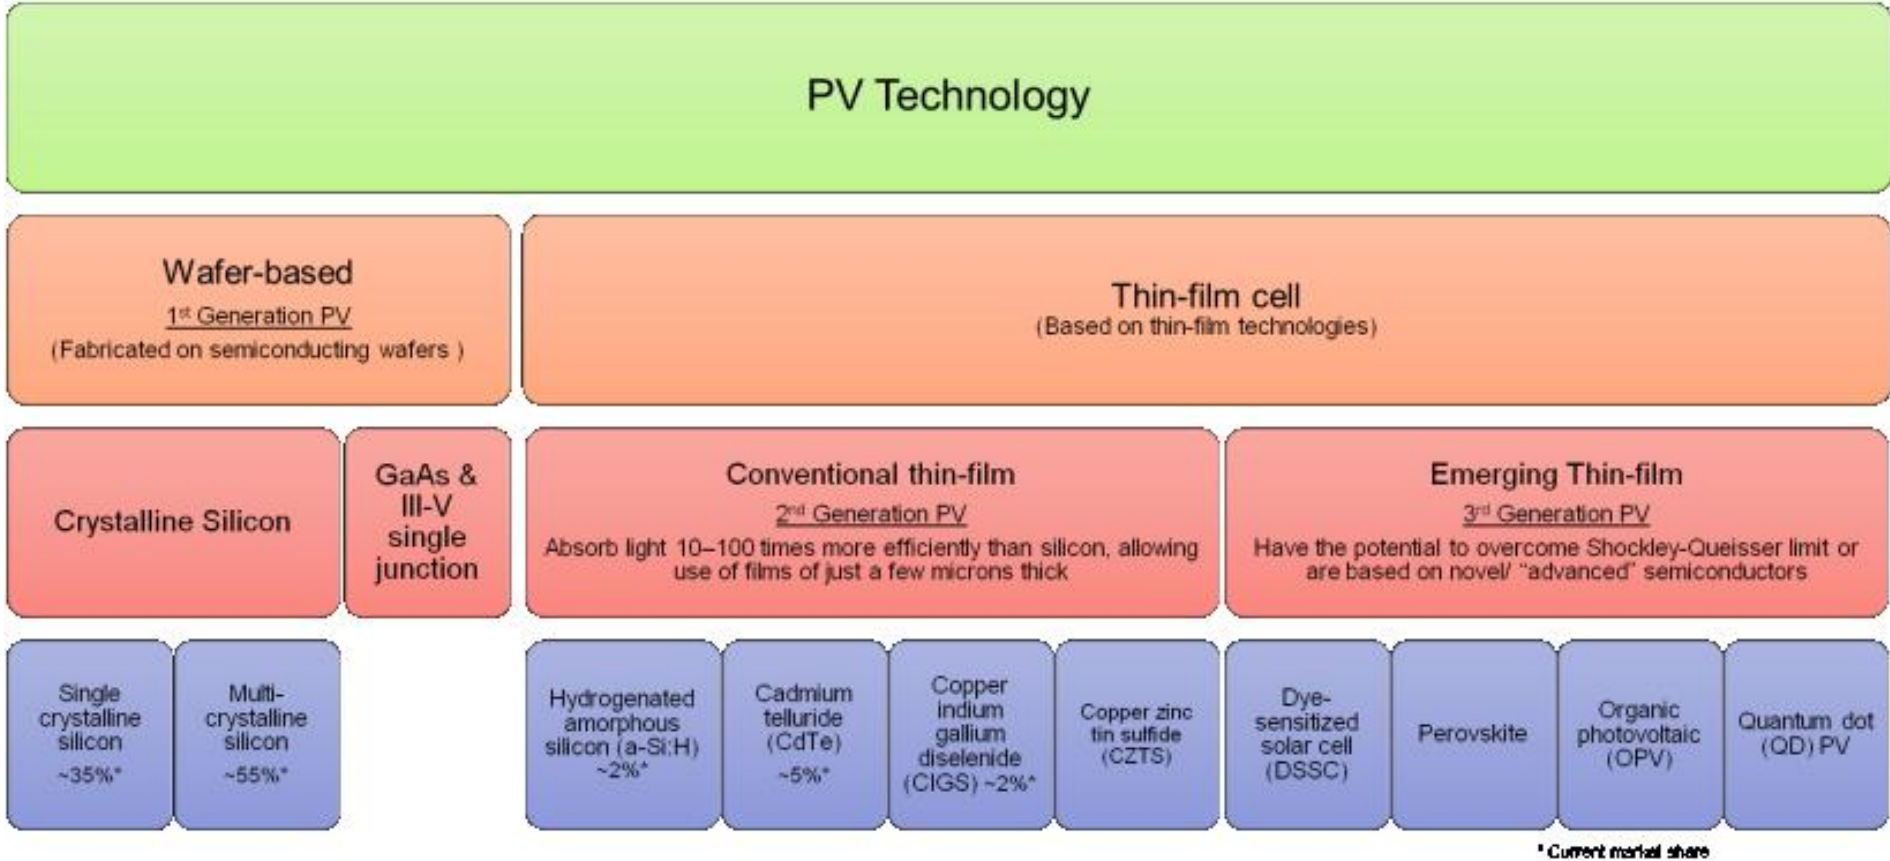 PV Technology
Wafer-based
1st Generation PV
(Fabricated on semiconducting wafers )
Thin-film cell
(Based on thin-film technologies)
Crystalline Silicon
GaAs &
III-V
single
junction
Conventional thin-film
2nd Generation PV
Absorb light 10–100 times more efficiently than silicon, allowing
use of films of just a few microns thick
Emerging Thin-film
3rd Generation PV
Have the potential to overcome Shockley-Queisser limit or
are based on novel/ “advanced” semiconductors
Single
crystalline
silicon
~35%*
Multi-
crystalline
silicon
~55%*
Hydrogenated
amorphous
silicon (a-Si:H)
~2%*
Cadmium
telluride
(CdTe)
~5%*
Copper
indium
gallium
diselenide
(CIGS) ~2%*
Copper zinc
tin sulfide
(CZTS)
Dye-
sensitized
solar cell
(DSSC)
Perovskite
Organic
photovoltaic
(OPV)
Quantum dot
(QD) PV
* Current market share